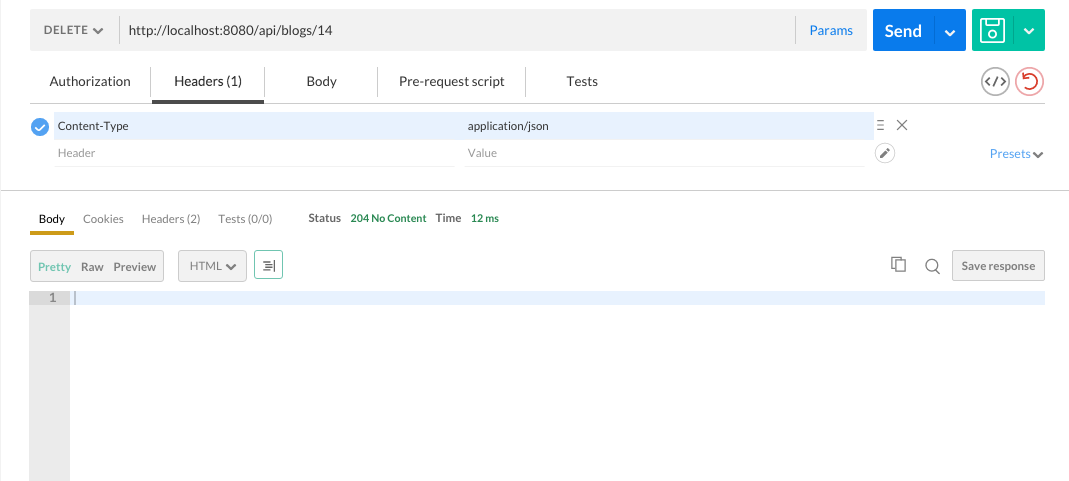 DELETE http://localhost:8080/api/blogs/14 Params Send
Authorization Headers (1) Body Pre-request script Tests </>
Content-Type application/json
Header Value Presets
Body Cookies Headers (2) Tests (0/0) Status 204 No Content Time 12 ms
Pretty Raw Preview HTML Save response
1